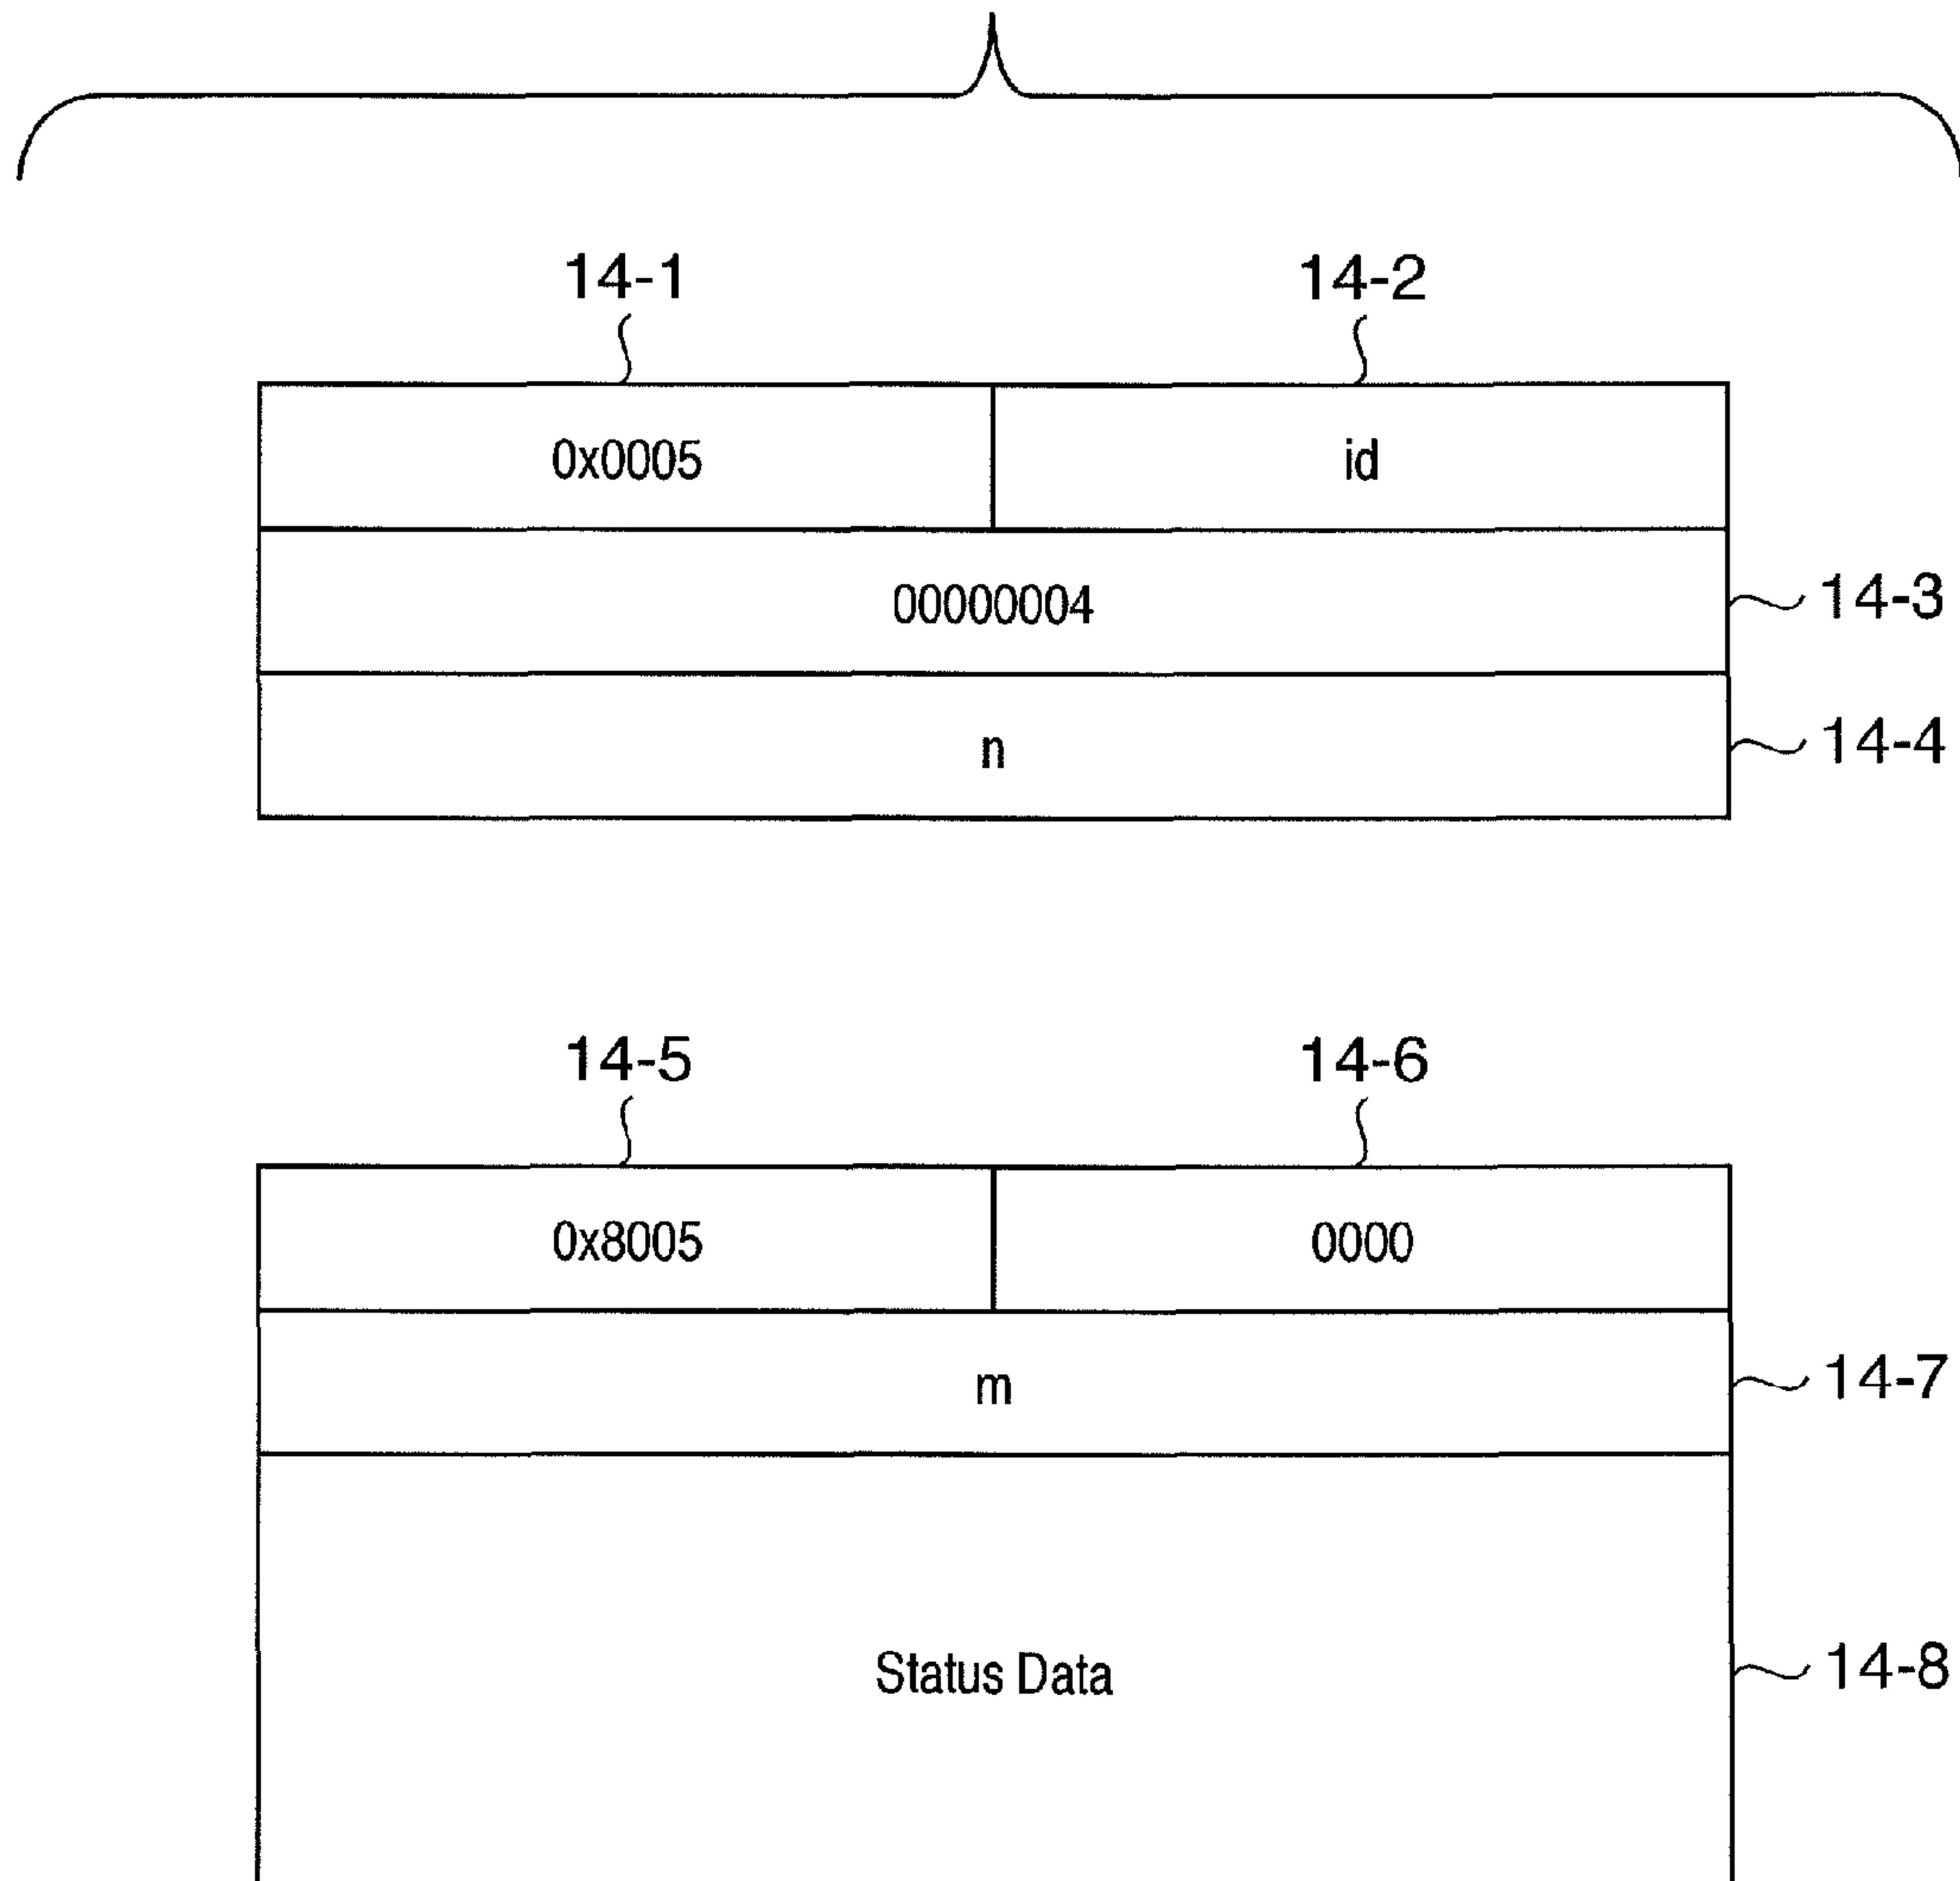 14-1 14-2
0x0005 id
00000004 14-3
n 14-4
14-5 14-6
0x8005 0000
m 14-7
Status Data 14-8